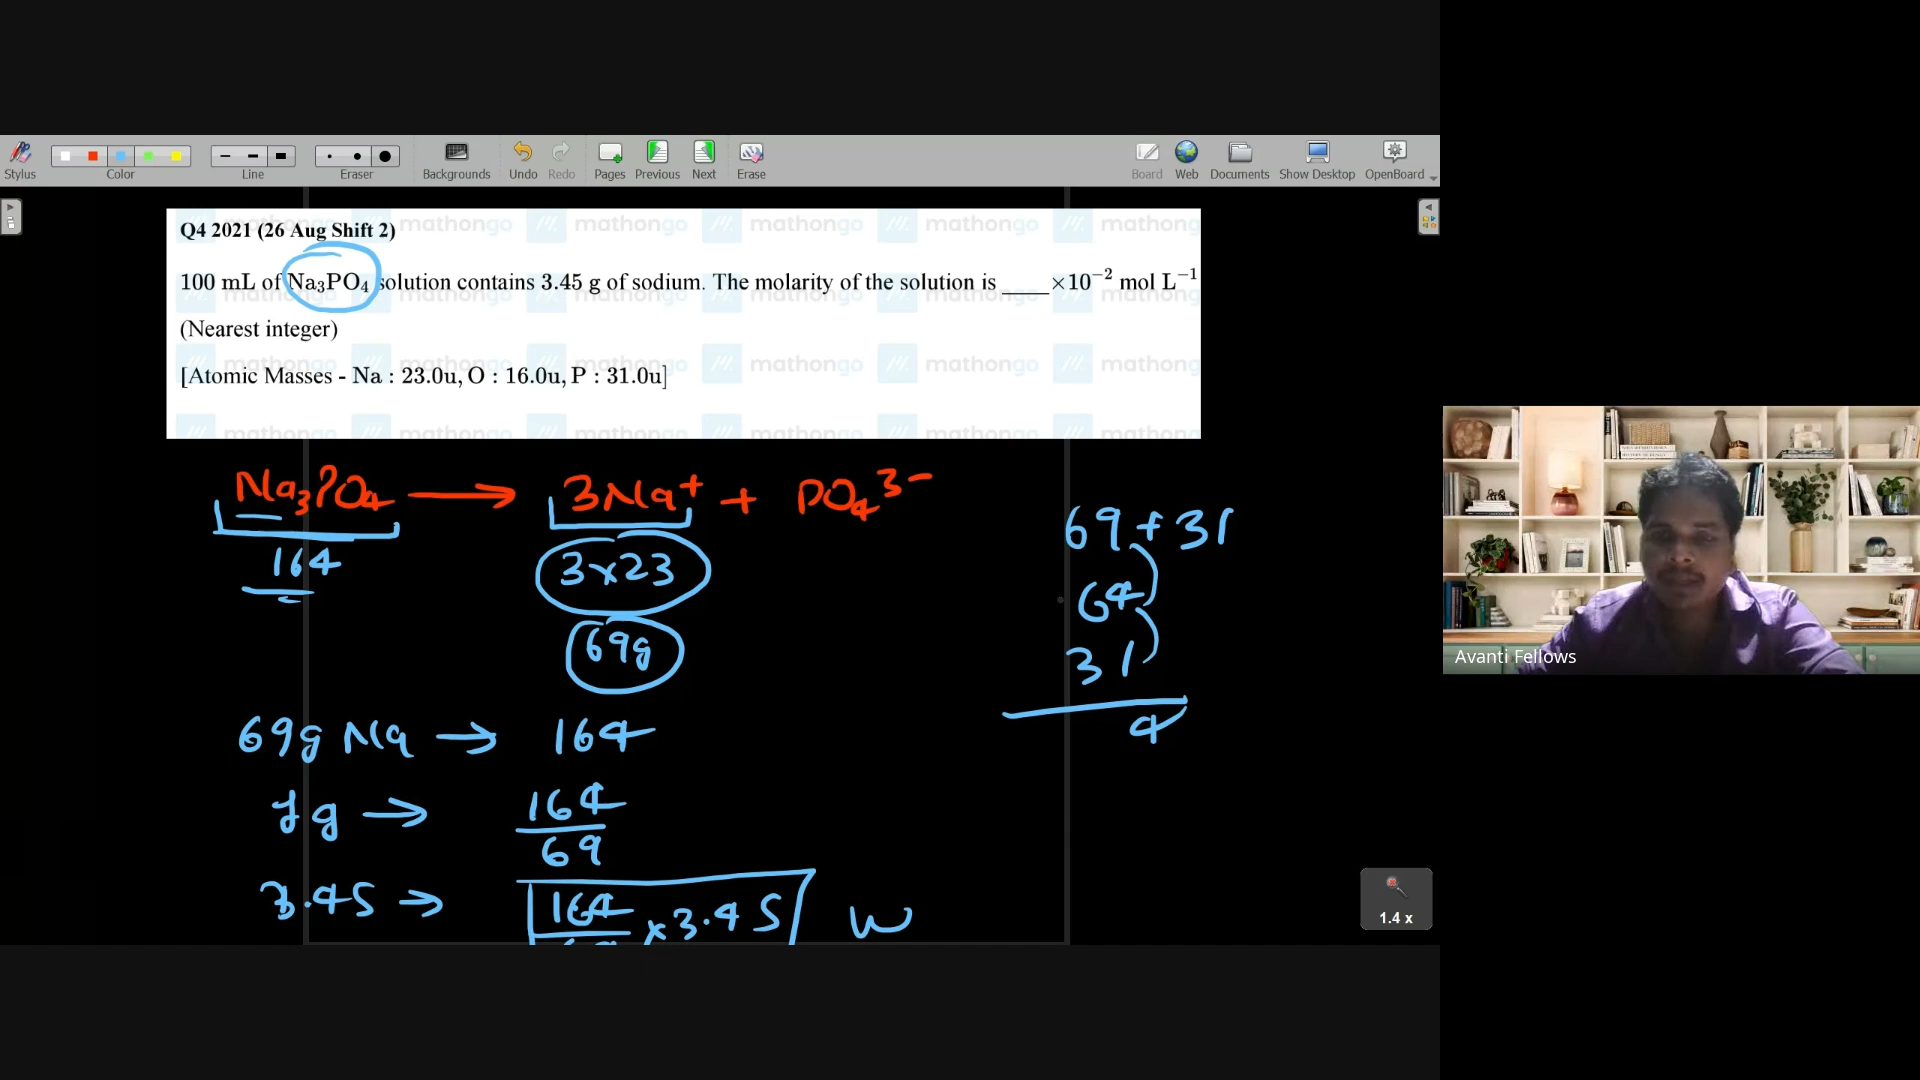 Stylus
Color
Line
Eraser
Backgrounds
Undo
Redo
Pages
Previous
Next
Erase
Board
Web
Documents
Show Desktop
OpenBoard
Q4 2021 (26 Aug Shift 2)
100 mL of Na₃PO₄ solution contains 3.45 g of sodium. The molarity of the solution is ____ ×10⁻² mol L⁻¹
(Nearest integer)
[Atomic Masses - Na : 23.0u, O : 16.0u, P : 31.0u]
mathongo
Na₃PO₄ ⟶ 3Na⁺ + PO₄³⁻
164
3×23
69g
69g Na → 164
1g → 164/69
3.45 → 164 × 3.45 W
69 + 31
64
31
4
Avanti Fellows
1.4 x